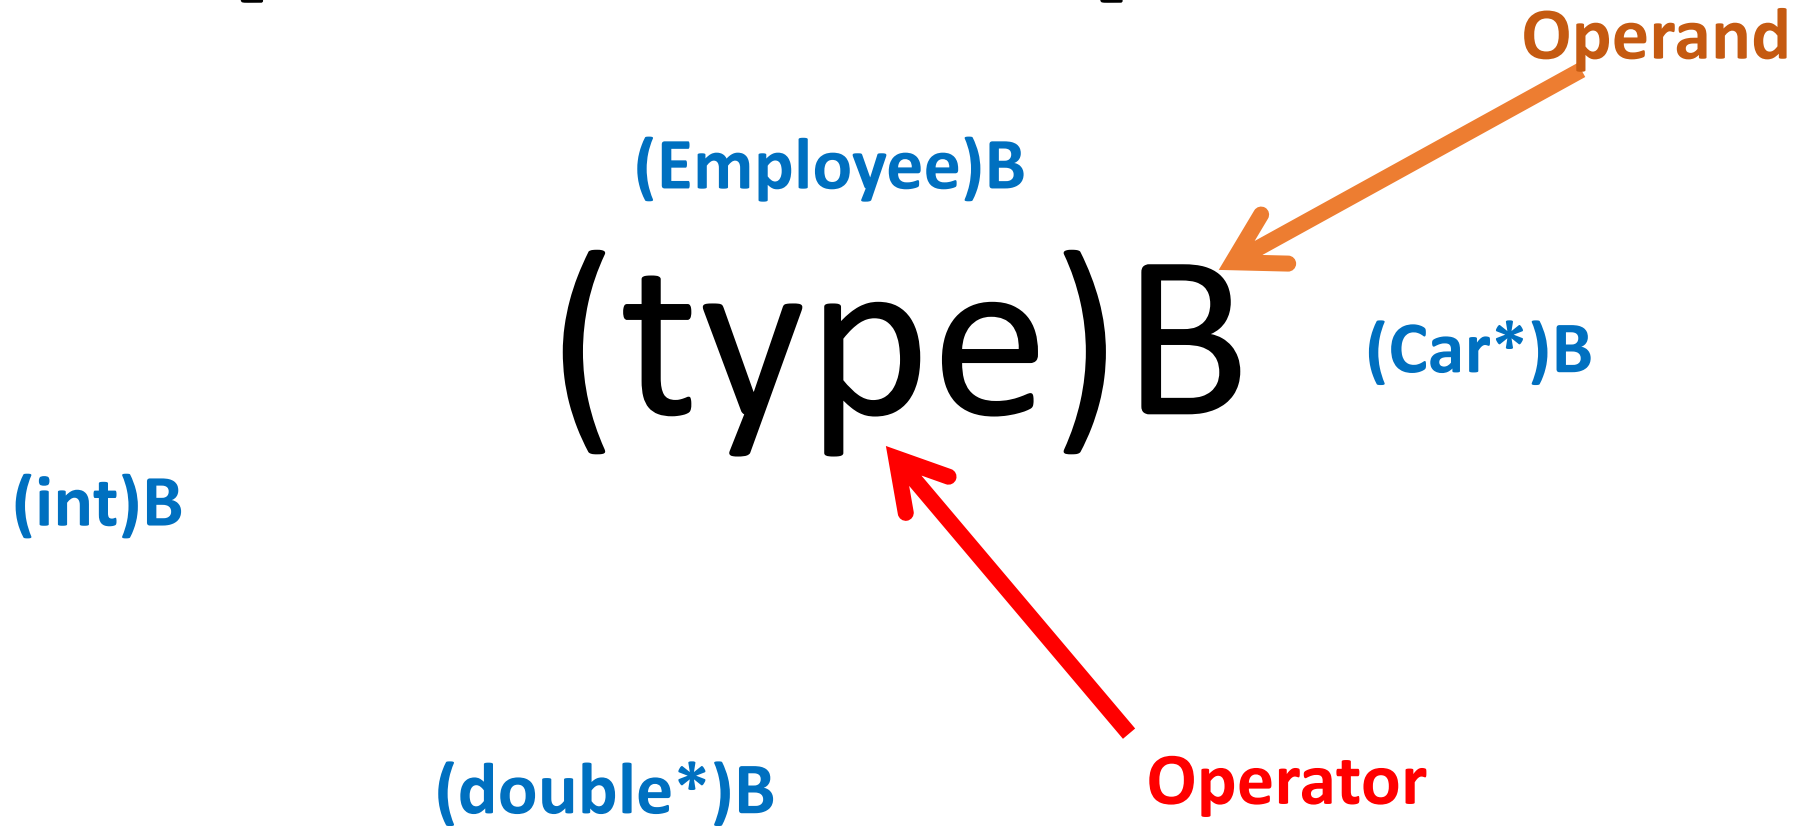 Operand
(Employee)B
(type)B
(Car*)B
(int)B
(double*)B
Operator